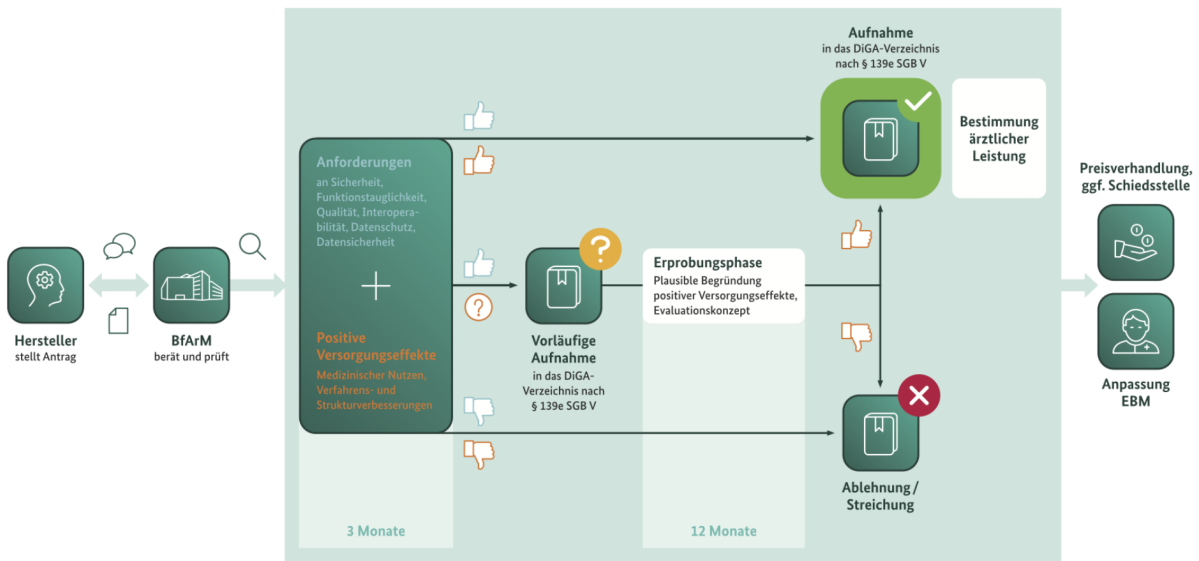 Hersteller
stellt Antrag
BfArM
berät und prüft
Anforderungen
an Sicherheit,
Funktionstauglichkeit,
Qualität, Interopera-
bilität, Datenschutz,
Datensicherheit
+
Positive
Versorgungseffekte
Medizinischer Nutzen,
Verfahrens- und
Strukturverbesserungen
3 Monate
?
?
Vorläufige
Aufnahme
in das DiGA-
Verzeichnis nach
§ 139e SGB V
Erprobungsphase
Plausible Begründung
positiver Versorgungseffekte,
Evaluationskonzept
12 Monate
Aufnahme
in das DiGA-Verzeichnis
nach § 139e SGB V
Bestimmung
ärztlicher
Leistung
Ablehnung /
Streichung
Preisverhandlung,
ggf. Schiedsstelle
Anpassung
EBM